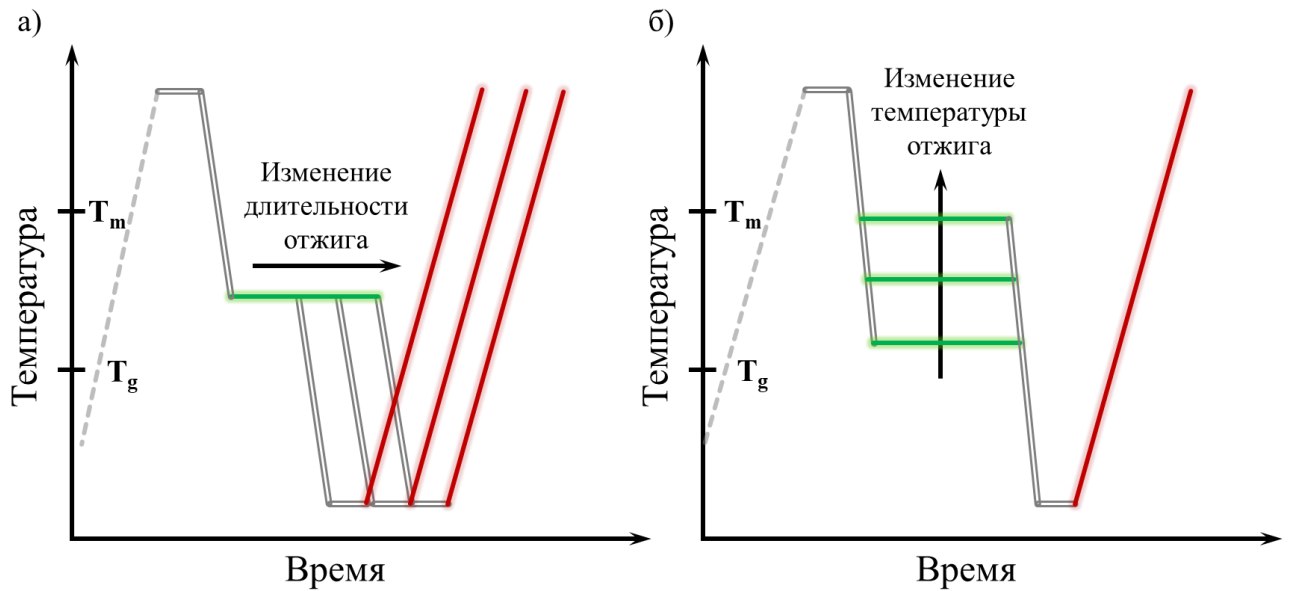 а)
Изменение
длительности
отжига
Tm
Tg
Температура
Время
б)
Изменение
температуры
отжига
Tm
Tg
Температура
Время